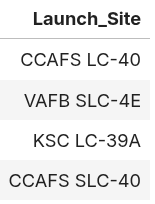 Launch_Site
CCAFS LC-40
VAFB SLC-4E
KSC LC-39A
CCAFS SLC-40